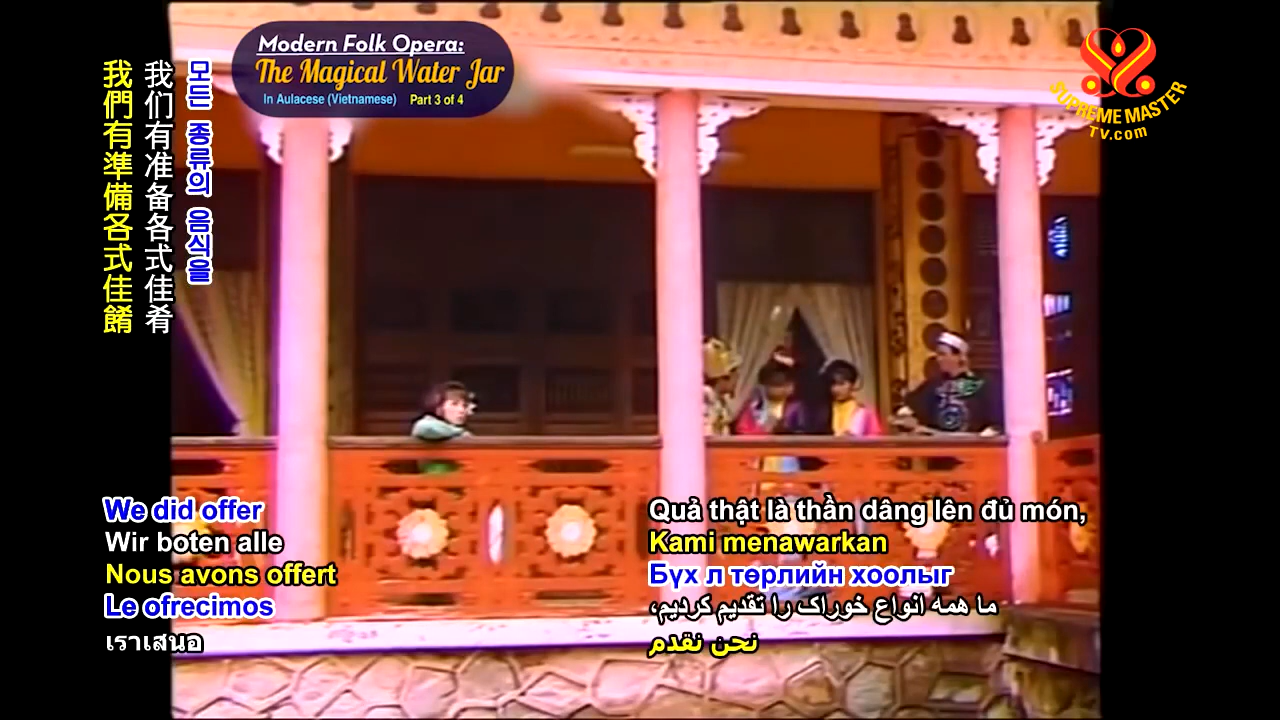 Modern Folk Opera:
The Magical Water Jar
In Aulacese (Vietnamese) Part 3 of 4
SUPREME MASTER
TV.com
我們有準備各式佳餚
我们有准备各式佳肴
모든 종류의 음식을
We did offer
Wir boten alle
Nous avons offert
Le ofrecimos
เราเสนอ
Quả thật là thần dâng lên đủ món,
Kami menawarkan
Бүх л төрлийн хоолыг
ما همه انواع خوراک را تقدیم کردیم،
نحن نقدم